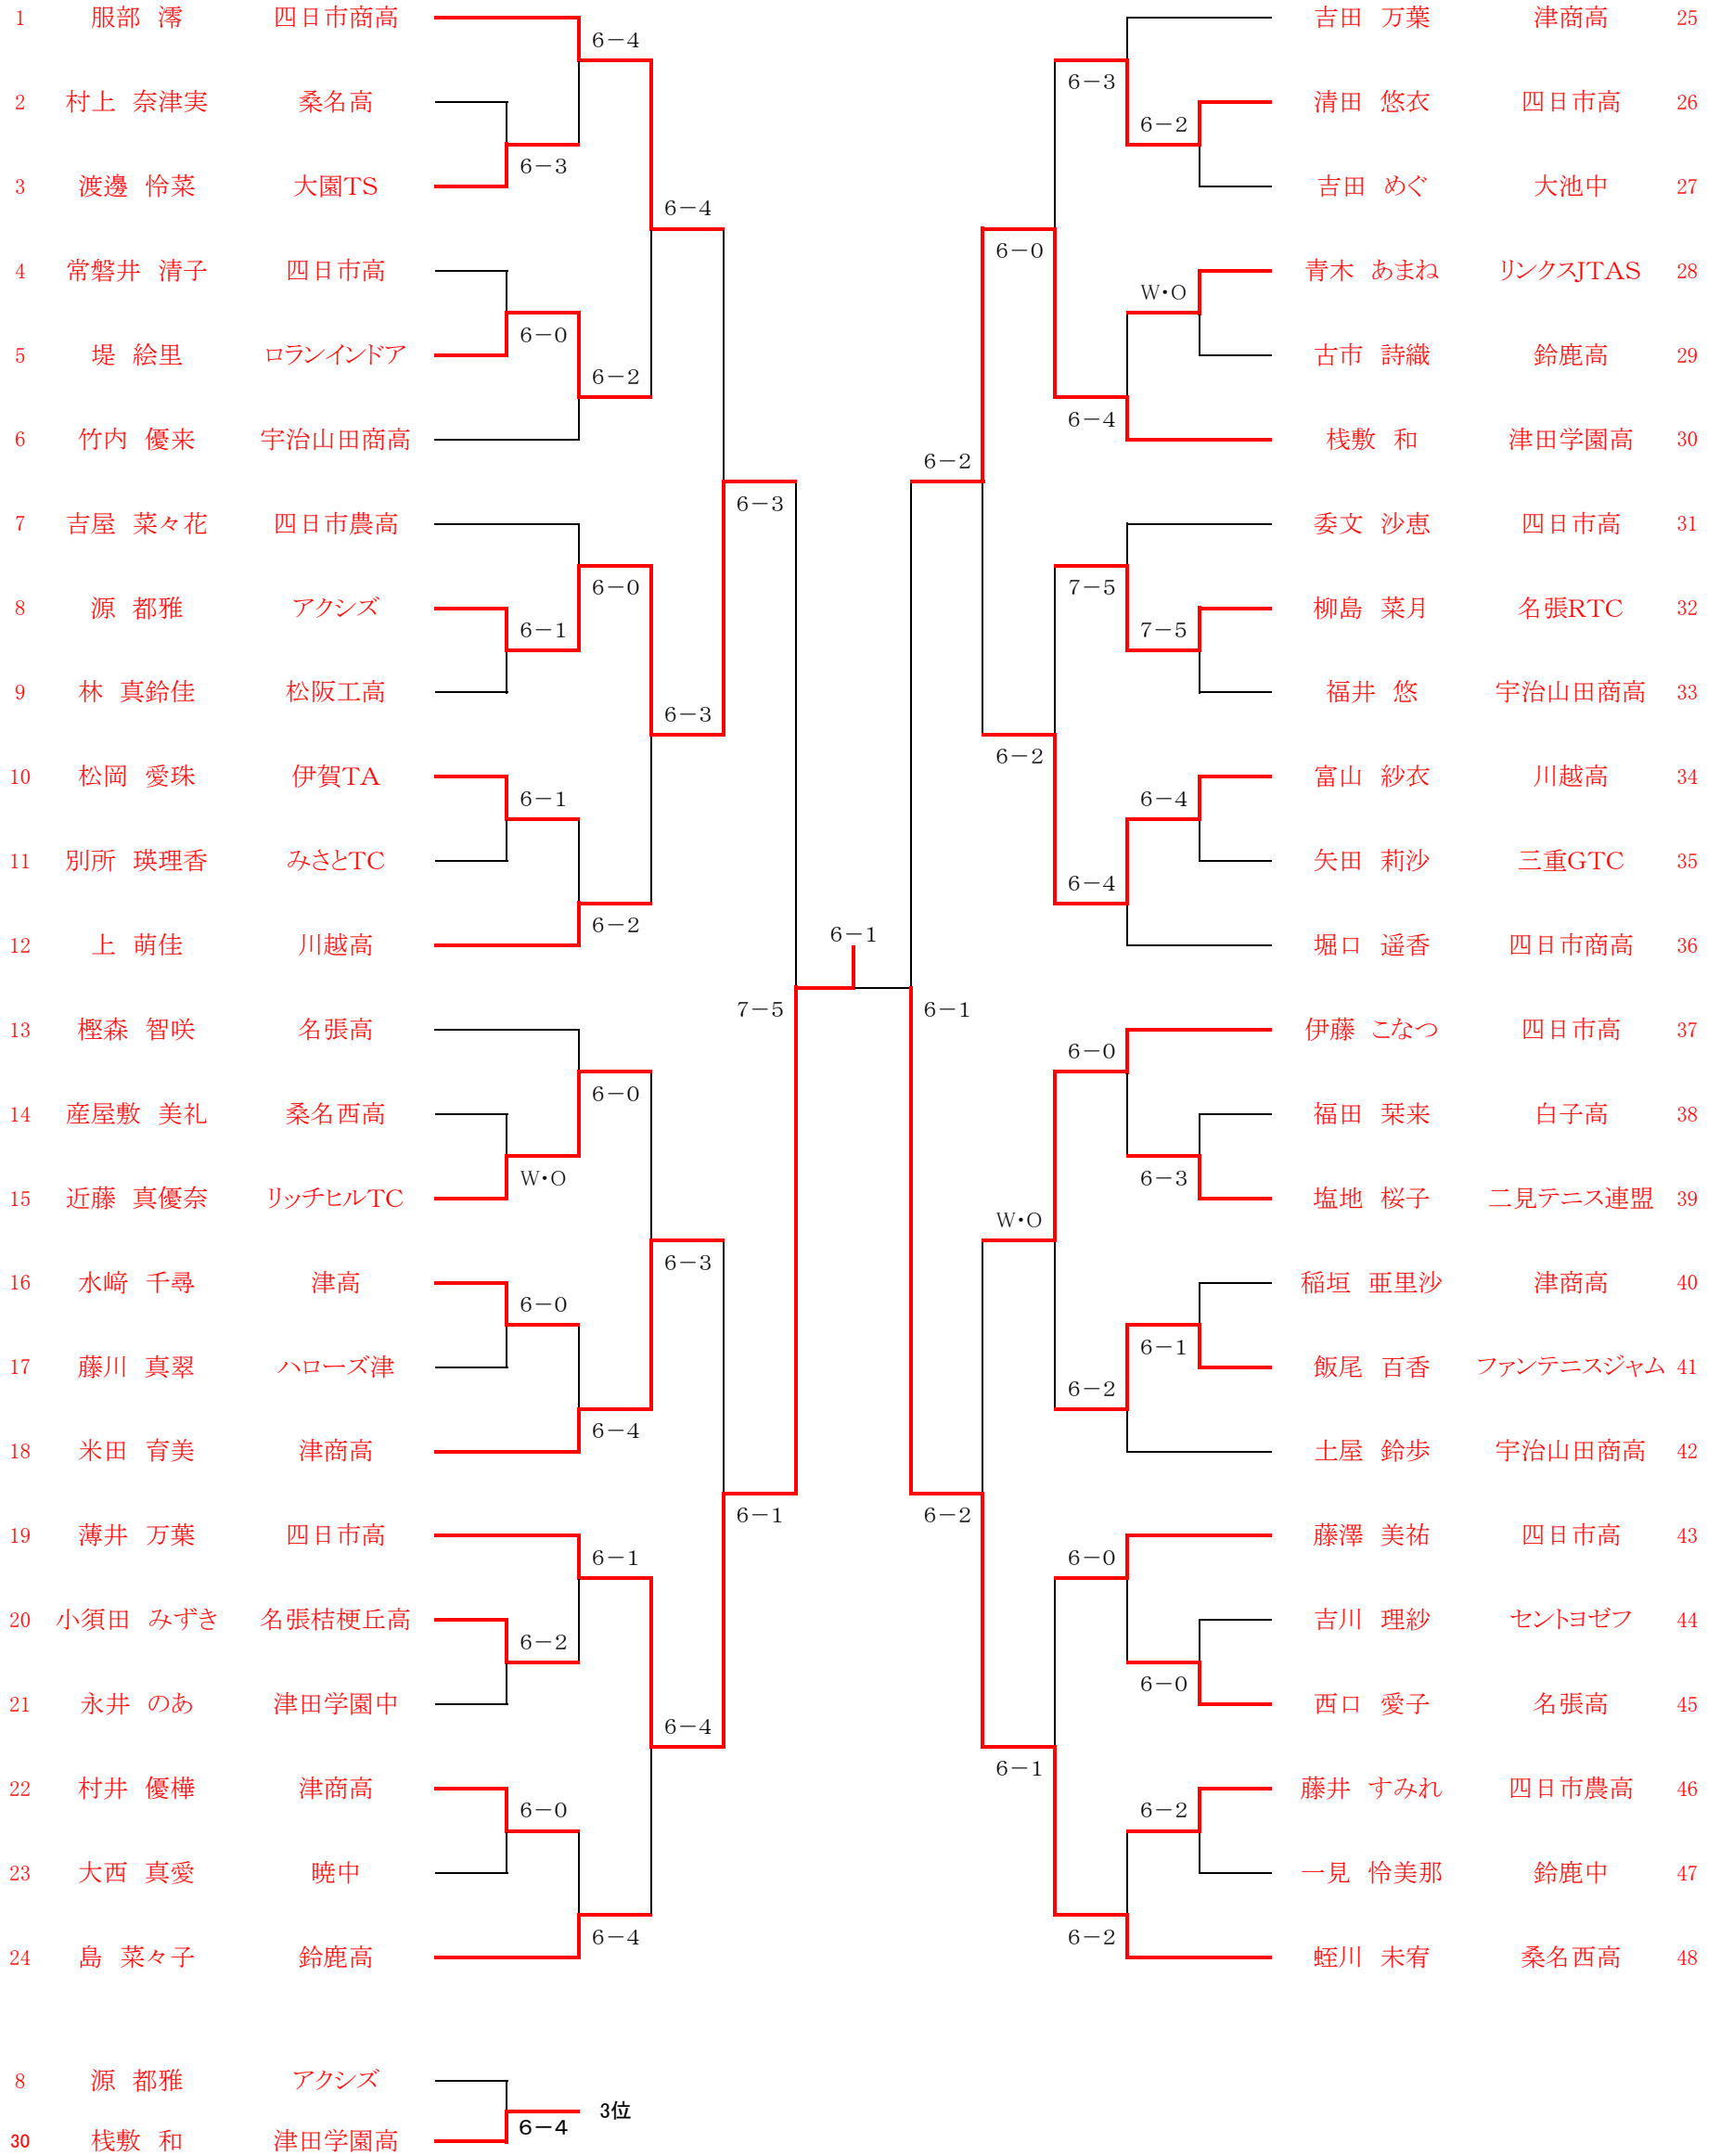 1 服部 澪 四日市商高
6-4
2 村上 奈津実 桑名高
6-3
3 渡邊 怜菜 大園TS
6-4
4 常磐井 清子 四日市高
6-0
5 堤 絵里 ロランインドア
6-2
6 竹内 優来 宇治山田商高
6-3
7 吉屋 菜々花 四日市農高
6-0
8 源 都雅 アクシズ
6-1
9 林 真鈴佳 松阪工高
6-3
10 松岡 愛珠 伊賀TA
6-1
11 別所 瑛理香 みさとTC
6-2
12 上 萌佳 川越高
7-5
13 樫森 智咲 名張高
6-0
14 産屋敷 美礼 桑名西高
W・O
15 近藤 真優奈 リッチヒルTC
6-3
16 水﨑 千尋 津高
6-0
17 藤川 真翠 ハローズ津
6-4
18 米田 育美 津商高
6-1
19 薄井 万葉 四日市高
6-1
20 小須田 みずき 名張桔梗丘高
6-2
21 永井 のあ 津田学園中
6-4
22 村井 優樺 津商高
6-0
23 大西 真愛 暁中
6-4
24 島 菜々子 鈴鹿高
6-1
吉田 万葉 津商高 25
6-3
清田 悠衣 四日市高 26
6-2
吉田 めぐ 大池中 27
6-0
青木 あまね リンクスJTAS 28
W・O
古市 詩織 鈴鹿高 29
6-4
桟敷 和 津田学園高 30
6-2
委文 沙恵 四日市高 31
7-5
柳島 菜月 名張RTC 32
7-5
福井 悠 宇治山田商高 33
6-2
富山 紗衣 川越高 34
6-4
矢田 莉沙 三重GTC 35
6-4
堀口 遥香 四日市商高 36
6-1
伊藤 こなつ 四日市高 37
6-0
福田 栞来 白子高 38
6-3
塩地 桜子 二見テニス連盟 39
W・O
稲垣 亜里沙 津商高 40
6-1
飯尾 百香 ファンテニスジャム 41
6-2
土屋 鈴歩 宇治山田商高 42
6-2
藤澤 美祐 四日市高 43
6-0
吉川 理紗 セントヨゼフ 44
6-0
西口 愛子 名張高 45
6-1
藤井 すみれ 四日市農高 46
6-2
一見 怜美那 鈴鹿中 47
6-2
蛭川 未宥 桑名西高 48
8 源 都雅 アクシズ
6-4 3位
30 桟敷 和 津田学園高